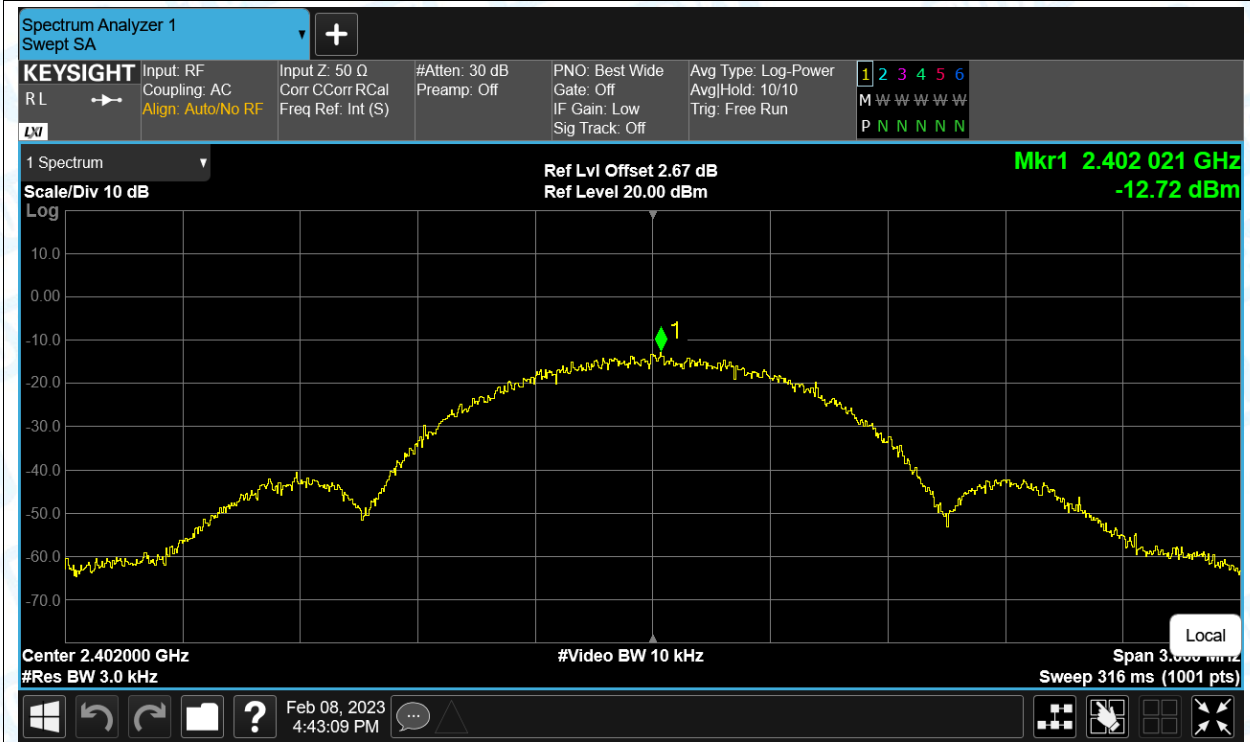 Spectrum Analyzer 1
Swept SA
KEYSIGHT
R L
LXI
Input: RF
Coupling: AC
Align: Auto/No RF
Input Z: 50 Ω
Corr CCorr RCal
Freq Ref: Int (S)
#Atten: 30 dB
Preamp: Off
PNO: Best Wide
Gate: Off
IF Gain: Low
Sig Track: Off
Avg Type: Log-Power
Avg|Hold: 10/10
Trig: Free Run
1 2 3 4 5 6
M W W W W W
P N N N N N
1 Spectrum
Scale/Div 10 dB
Log
Ref Lvl Offset 2.67 dB
Ref Level 20.00 dBm
Mkr1 2.402 021 GHz
-12.72 dBm
10.0
0.00
-10.0
-20.0
-30.0
-40.0
-50.0
-60.0
-70.0
1
Local
Center 2.402000 GHz
#Res BW 3.0 kHz
#Video BW 10 kHz
Span
Sweep 316 ms (1001 pts)
?
Feb 08, 2023
4:43:09 PM